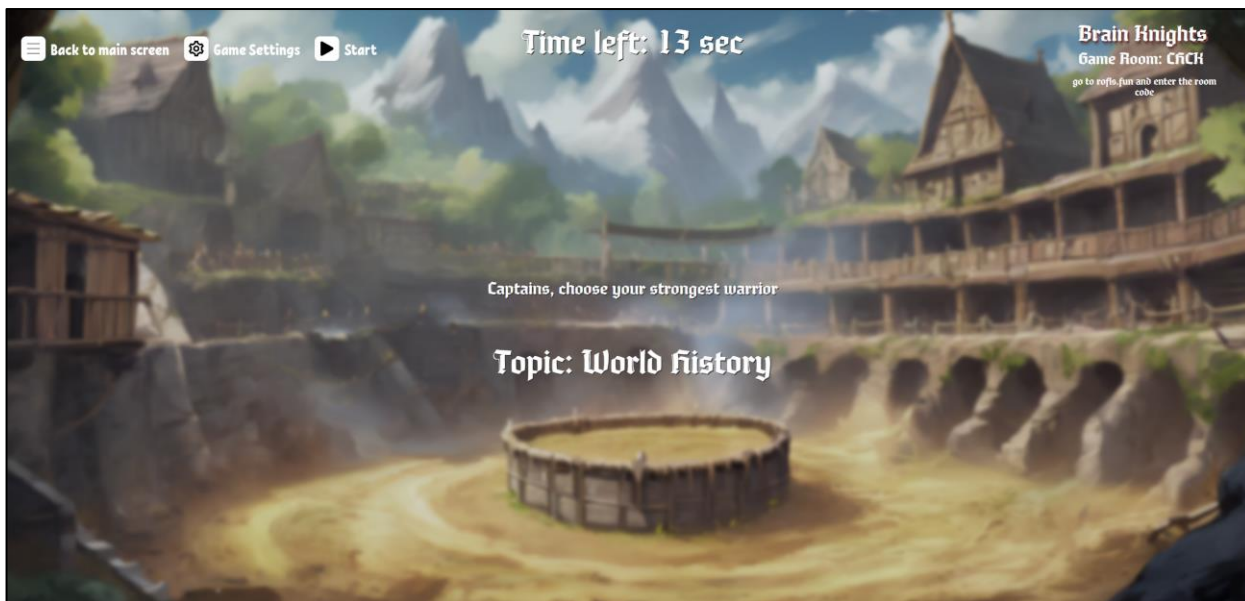 Back to main screen
Game Settings
Start
Time left: 13 sec
Brain Knights
Game Room: CHCK
go to rofls.fun and enter the room
code
Captains, choose your strongest warrior
Topic: World History